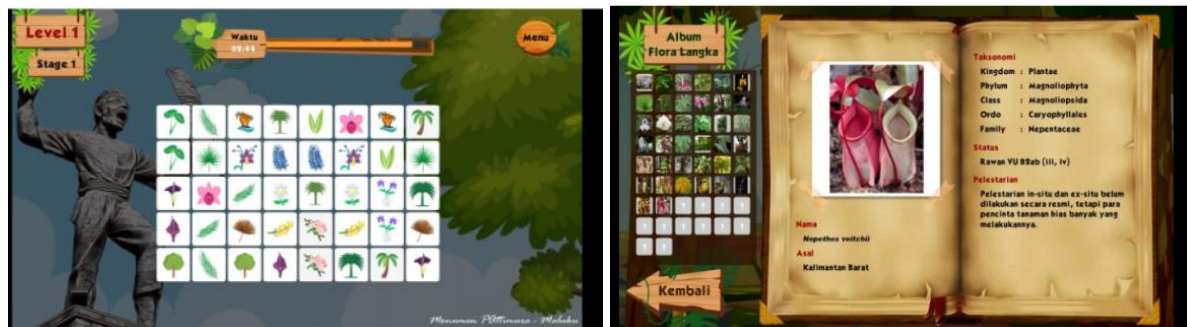 Level 1
Stage 1
Waktu
Menu
Monumen Pattimura - Maluku
Album
Flora Langka
? ? ? ?
? ? ? ? ? ?
? ?
Kembali
Nama
Nepethes veitchii
Asal
Kalimantan Barat
Taksonomi
Kingdom : Plantae
Phylum : Magnoliophyta
Class : Magnoliopsida
Ordo : Caryophyllales
Family : Nepentaceae
Status
Rawan VU B2ab (iii, iv)
Pelestarian
Pelestarian in-situ dan ex-situ belum
dilakukan secara resmi, tetapi para
pencinta tanaman hias banyak yang
melakukannya.